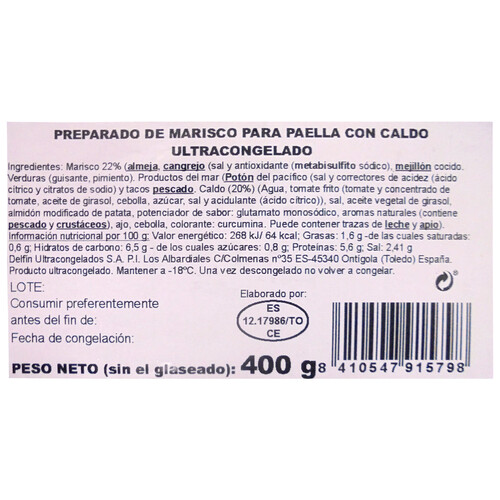 PREPARADO DE MARISCO PARA PAELLA CON CALDO
ULTRACONGELADO
Ingredientes: Marisco 22% (almeja, cangrejo (sal y antioxidante (metabisulfito sódico), mejillón cocido.
Verduras (guisante, pimiento). Productos del mar (Potón del pacifico (sal y correctores de acidez (ácido
cítrico y citratos de sodio) y tacos pescado. Caldo (20%) (Agua, tomate frito (tomate y concentrado de
tomate, aceite de girasol, cebolla, azúcar, sal y acidulante (ácido cítrico)), sal, aceite vegetal de girasol,
almidón modificado de patata, potenciador de sabor: glutamato monosódico, aromas naturales (contiene
pescado y crustáceos), ajo, cebolla, colorante: curcumina. Puede contener trazas de leche y apio).
Información nutricional por 100 g: Valor energético: 268 kJ/ 64 kcal; Grasas: 1,6 g -de las cuales saturadas:
0,6 g; Hidratos de carbono: 6,5 g - de los cuales azúcares: 0,8 g; Proteínas: 5,6 g; Sal: 2,41 g
Delfín Ultracongelados S.A. P.I. Los Albardiales C/Colmenas nº35 ES-45340 Ontigola (Toledo) España.
Producto ultracongelado. Mantener a -18ºC. Una vez descongelado no volver a congelar.
LOTE:
Consumir preferentemente
antes del fin de:
Fecha de congelación:
Elaborado por:
ES
12.17986/TO
CE
PESO NETO (sin el glaseado): 400 g
8 410547 915798